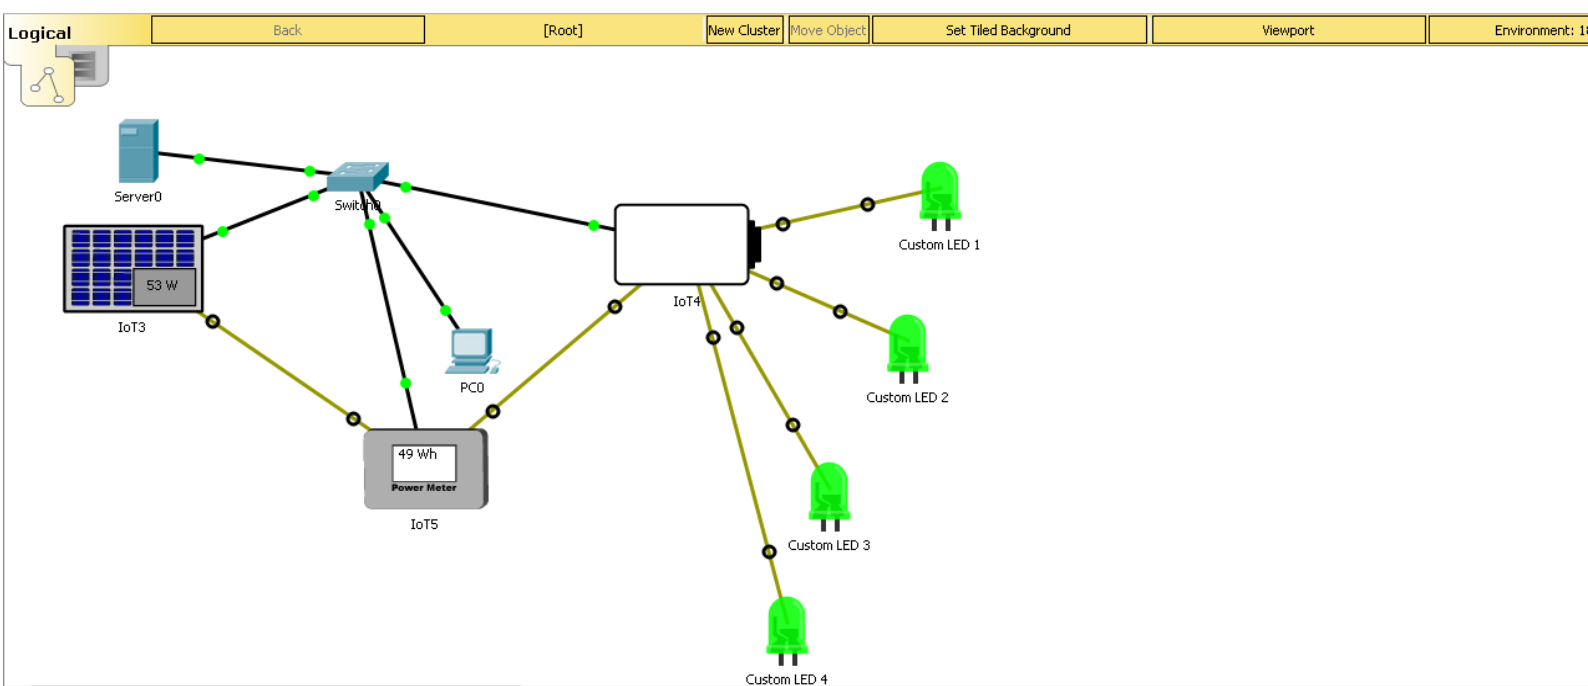 Logical
Back
[Root]
New Cluster
Move Object
Set Tiled Background
Viewport
Environment: 18
Server0
Switch0
53 W
IoT3
IoT4
PC0
49 Wh
Power Meter
IoT5
Custom LED 1
Custom LED 2
Custom LED 3
Custom LED 4